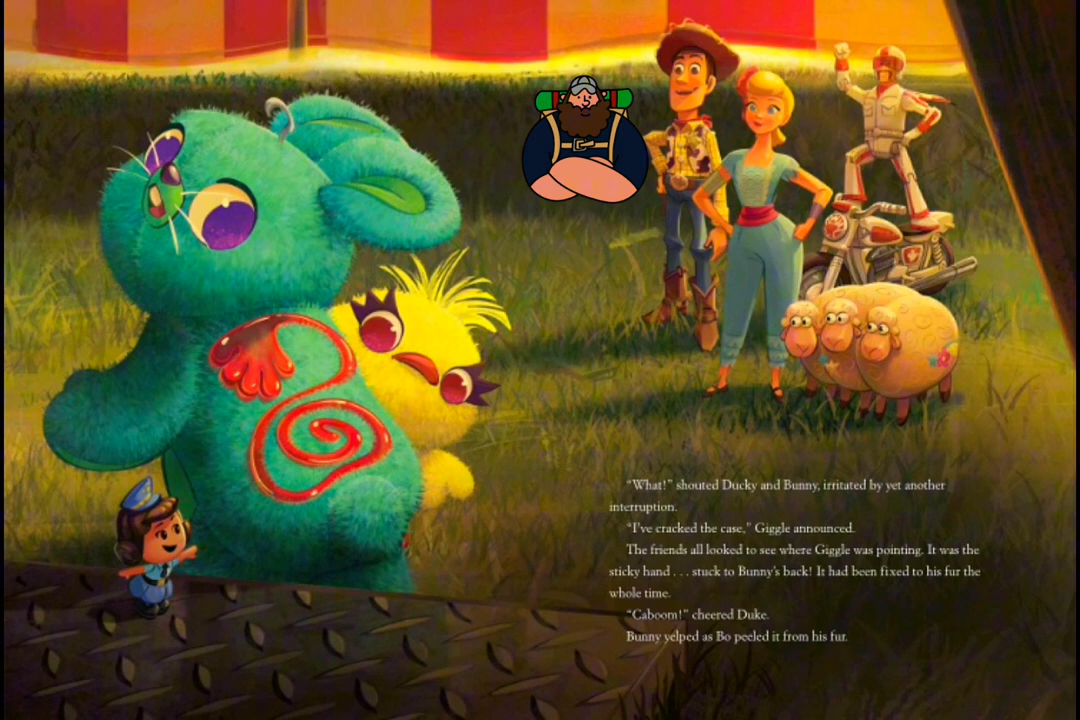 “What!” shouted Ducky and Bunny, irritated by yet another
interruption.
“I’ve cracked the case,” Giggle announced.
The friends all looked to see where Giggle was pointing. It was the
sticky hand . . . stuck to Bunny’s back! It had been fixed to his fur the
whole time.
“Caboom!” cheered Duke.
Bunny yelped as Bo peeled it from his fur.